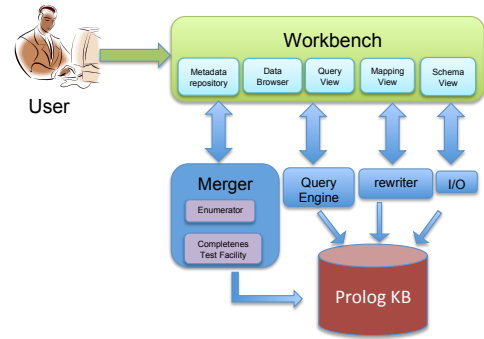 Workbench
Metadata
repository
Data
Browser
Query
View
Mapping
View
Schema
View
User
Merger
Enumerator
Completenes
Test Facility
Query
Engine
rewriter
I/O
Prolog KB